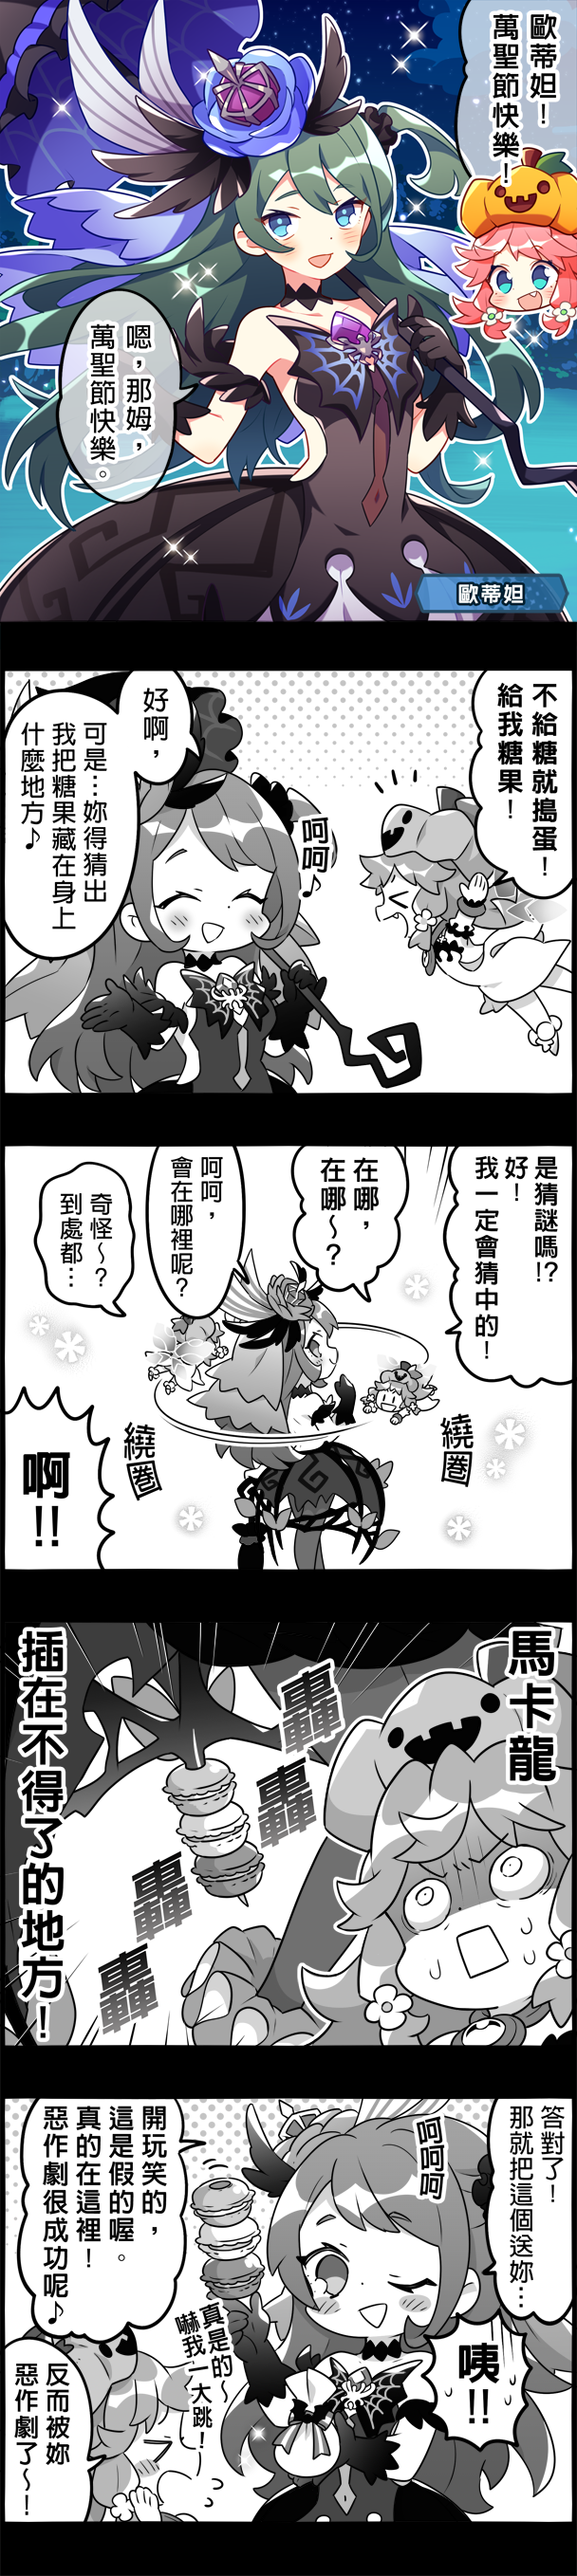 歐蒂妲！
萬聖節快樂！
嗯，那姆，
萬聖節快樂。
歐蒂妲
不給糖就搗蛋！
給我糖果！
呵呵♪
好啊，
可是…妳得猜出
我把糖果藏在身上
什麼地方♪
是猜謎嗎!?
好！
我一定會猜中的！
在哪，
在哪～？
呵呵，
會在哪裡呢？
奇怪～？
到處都…
繞圈
繞圈
啊!!
馬卡龍
轟
轟
轟
轟
插在不得了的地方！
答對了！
那就把這個送妳…
咦!!
呵呵呵
開玩笑的，
這是假的喔。
真的在這裡！
惡作劇很成功呢♪
真是的～
嚇我一大跳！
反而被妳
惡作劇了～！